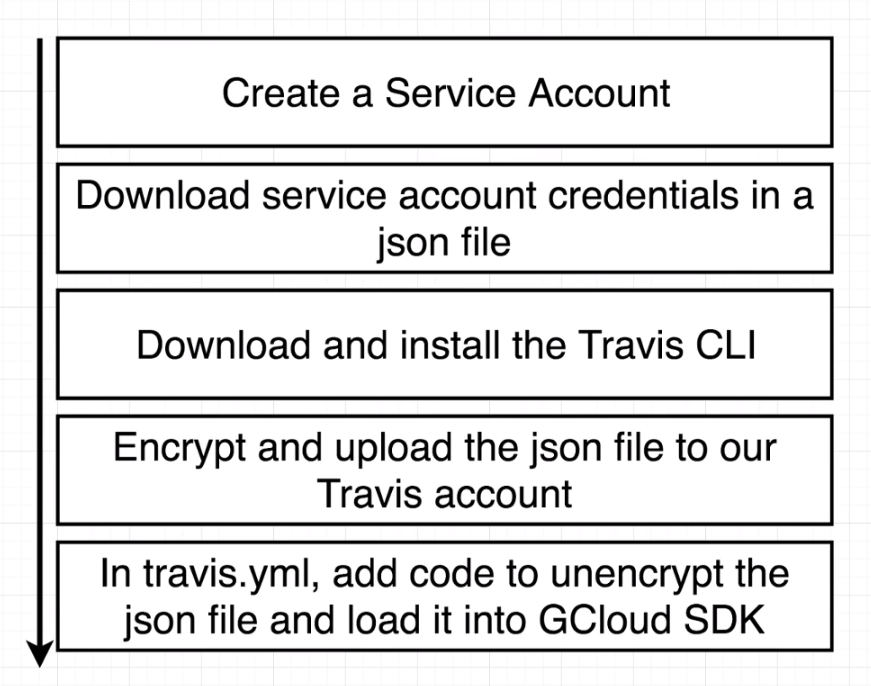 Create a Service Account
Download service account credentials in a
json file
Download and install the Travis CLI
Encrypt and upload the json file to our
Travis account
In travis.yml, add code to unencrypt the
json file and load it into GCloud SDK